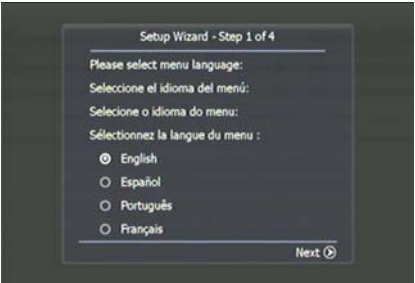 Setup Wizard - Step 1 of 4
Please select menu language:
Seleccione el idioma del menú:
Selecione o idioma do menu:
Sélectionnez la langue du menu :
English
Español
Português
Français
Next